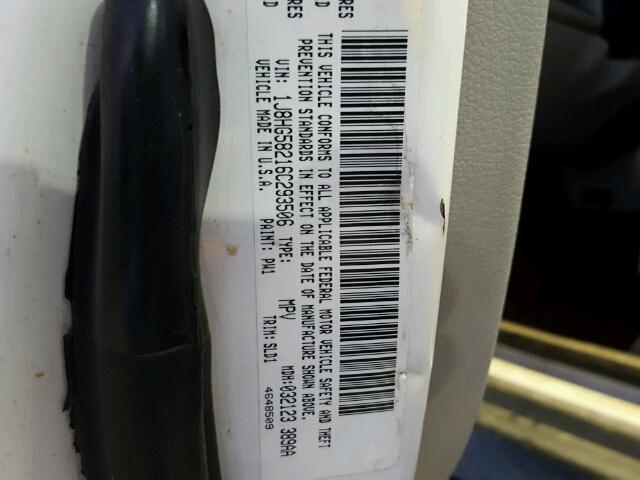 RES
RES
D
D
THIS VEHICLE CONFORMS TO ALL APPLICABLE FEDERAL MOTOR VEHICLE SAFETY AND THEFT
PREVENTION STANDARDS IN EFFECT ON THE DATE OF MANUFACTURE SHOWN ABOVE.
VIN: 1J8HG58216C293506 TYPE: MPV MDH:032123 389AA
VEHICLE MADE IN U.S.A. PAINT: PW1 TRIM: SLD1 4648509